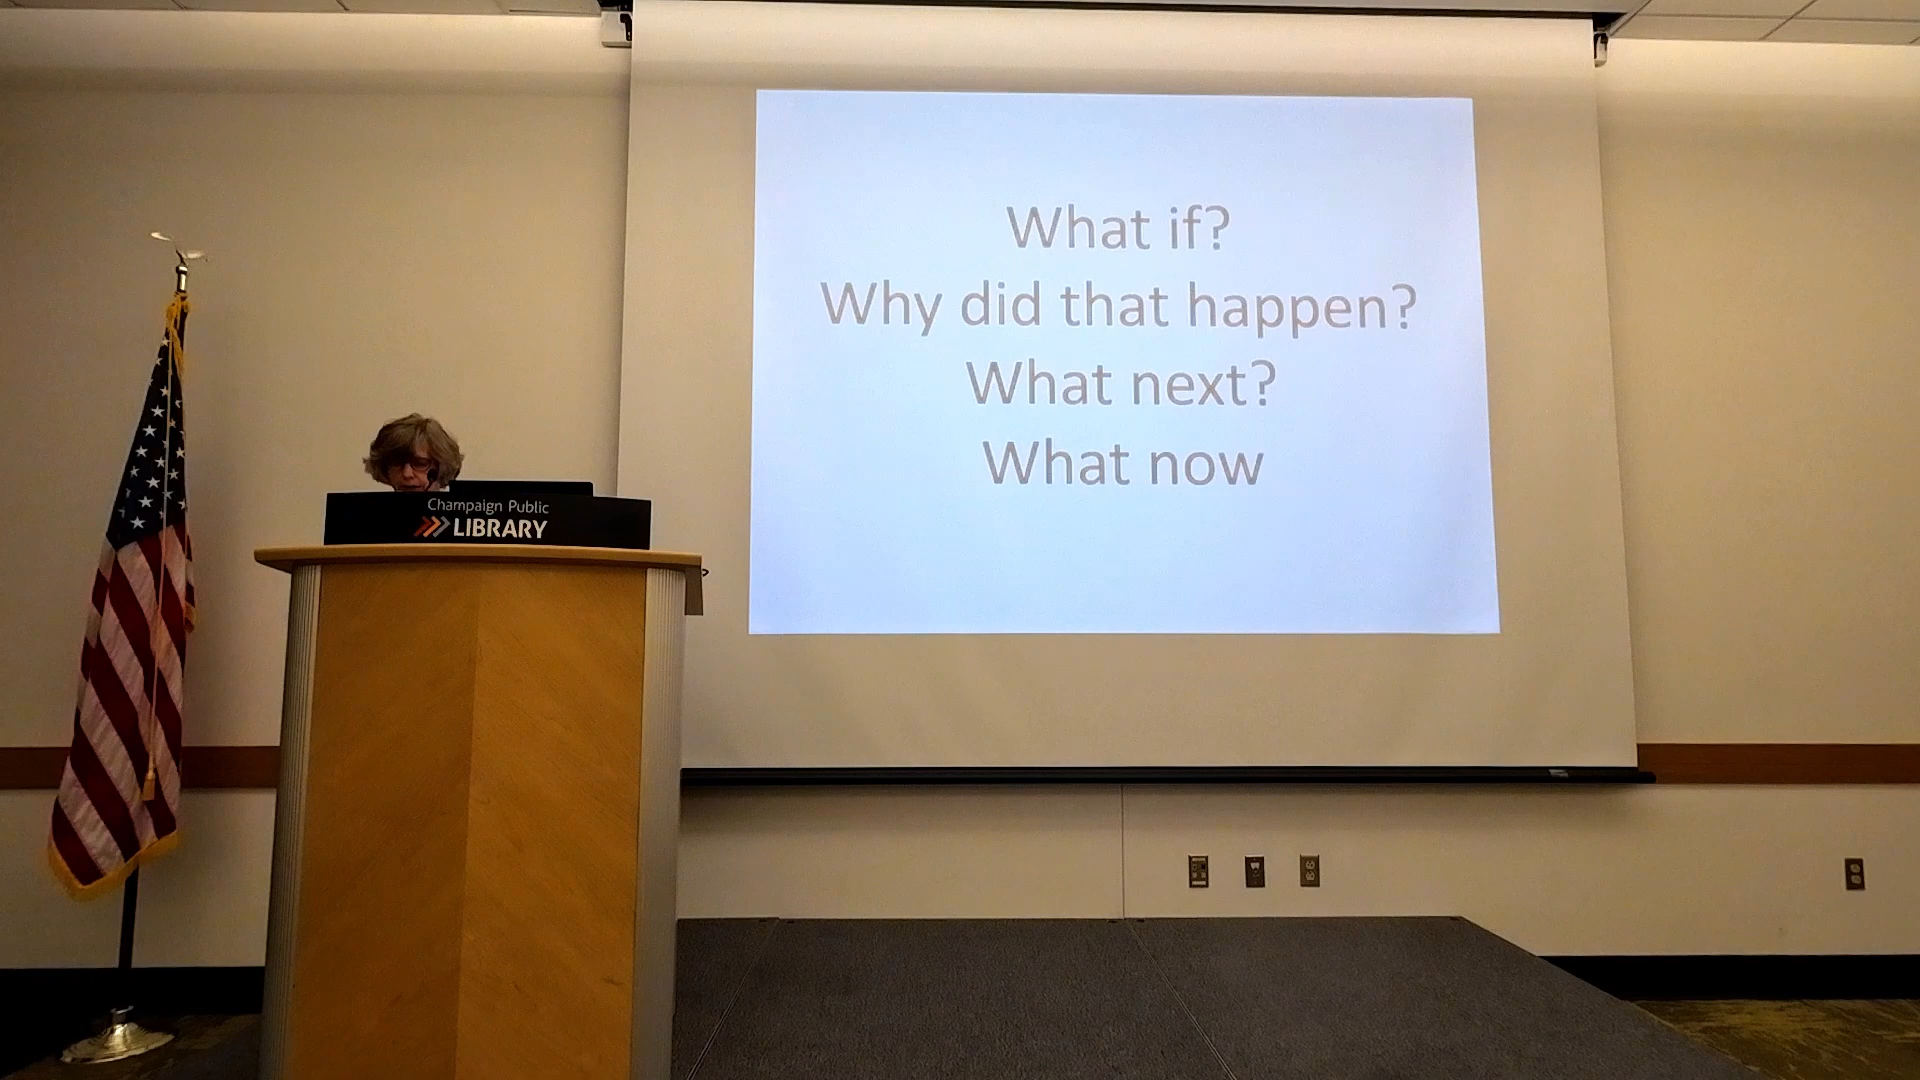 What if?
Why did that happen?
What next?
What now
Champaign Public
LIBRARY